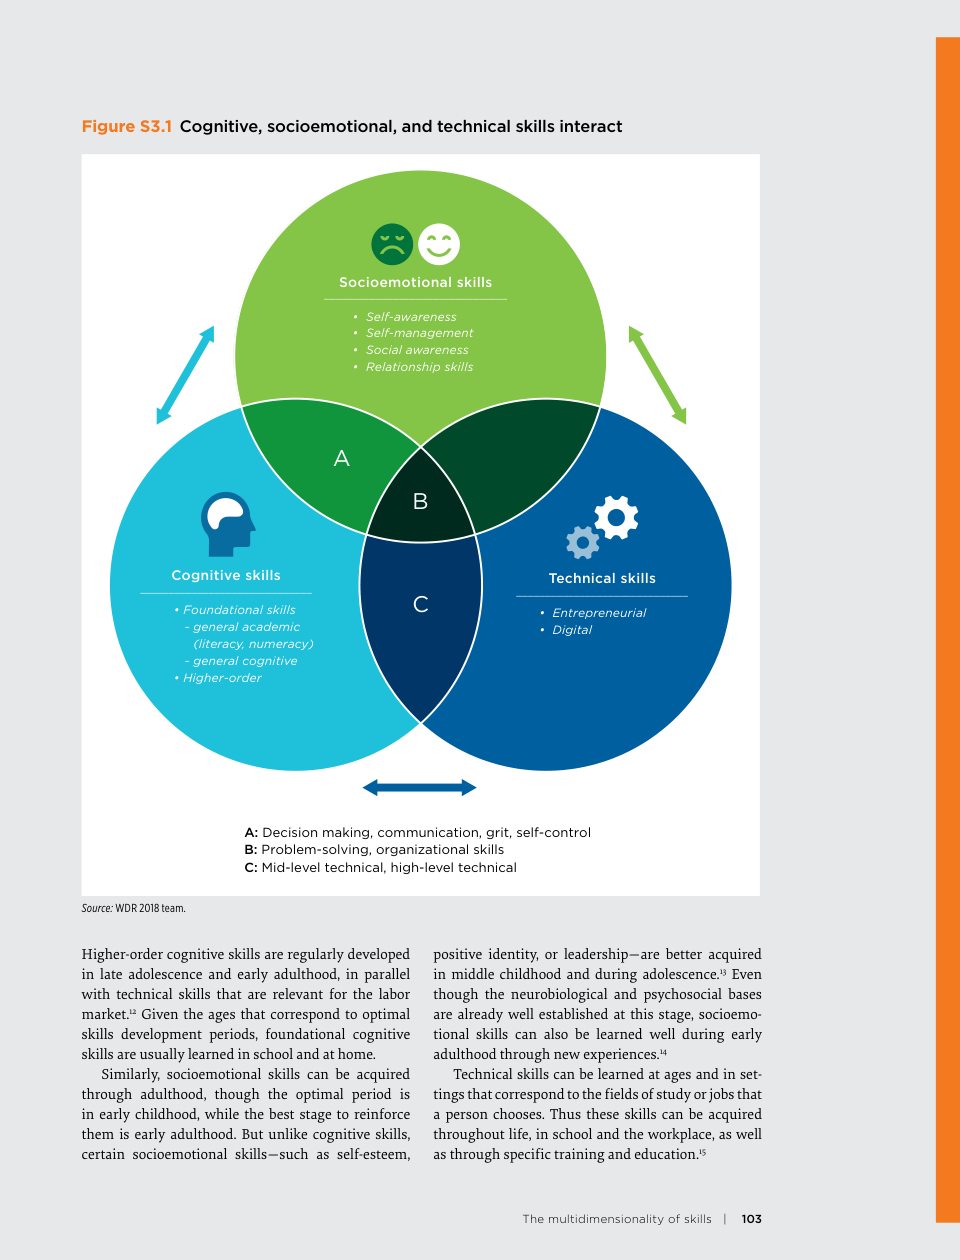 Figure S3.1 Cognitive, socioemotional, and technical skills interact
Socioemotional skills
• Self-awareness
• Self-management
• Social awareness
• Relationship skills
A
B
C
Cognitive skills
• Foundational skills
- general academic
(literacy, numeracy)
- general cognitive
• Higher-order
Technical skills
• Entrepreneurial
• Digital
A: Decision making, communication, grit, self-control
B: Problem-solving, organizational skills
C: Mid-level technical, high-level technical
Source: WDR 2018 team.
Higher-order cognitive skills are regularly developed
in late adolescence and early adulthood, in parallel
with technical skills that are relevant for the labor
market.¹² Given the ages that correspond to optimal
skills development periods, foundational cognitive
skills are usually learned in school and at home.
Similarly, socioemotional skills can be acquired
through adulthood, though the optimal period is
in early childhood, while the best stage to reinforce
them is early adulthood. But unlike cognitive skills,
certain socioemotional skills—such as self-esteem,
positive identity, or leadership—are better acquired
in middle childhood and during adolescence.¹³ Even
though the neurobiological and psychosocial bases
are already well established at this stage, socioemo-
tional skills can also be learned well during early
adulthood through new experiences.¹⁴
Technical skills can be learned at ages and in set-
tings that correspond to the fields of study or jobs that
a person chooses. Thus these skills can be acquired
throughout life, in school and the workplace, as well
as through specific training and education.¹⁵
The multidimensionality of skills | 103